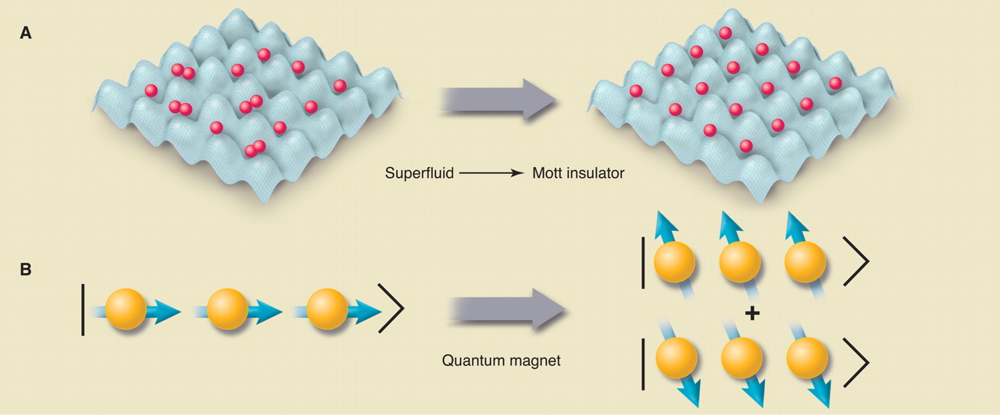 A
Superfluid → Mott insulator
B
Quantum magnet
+